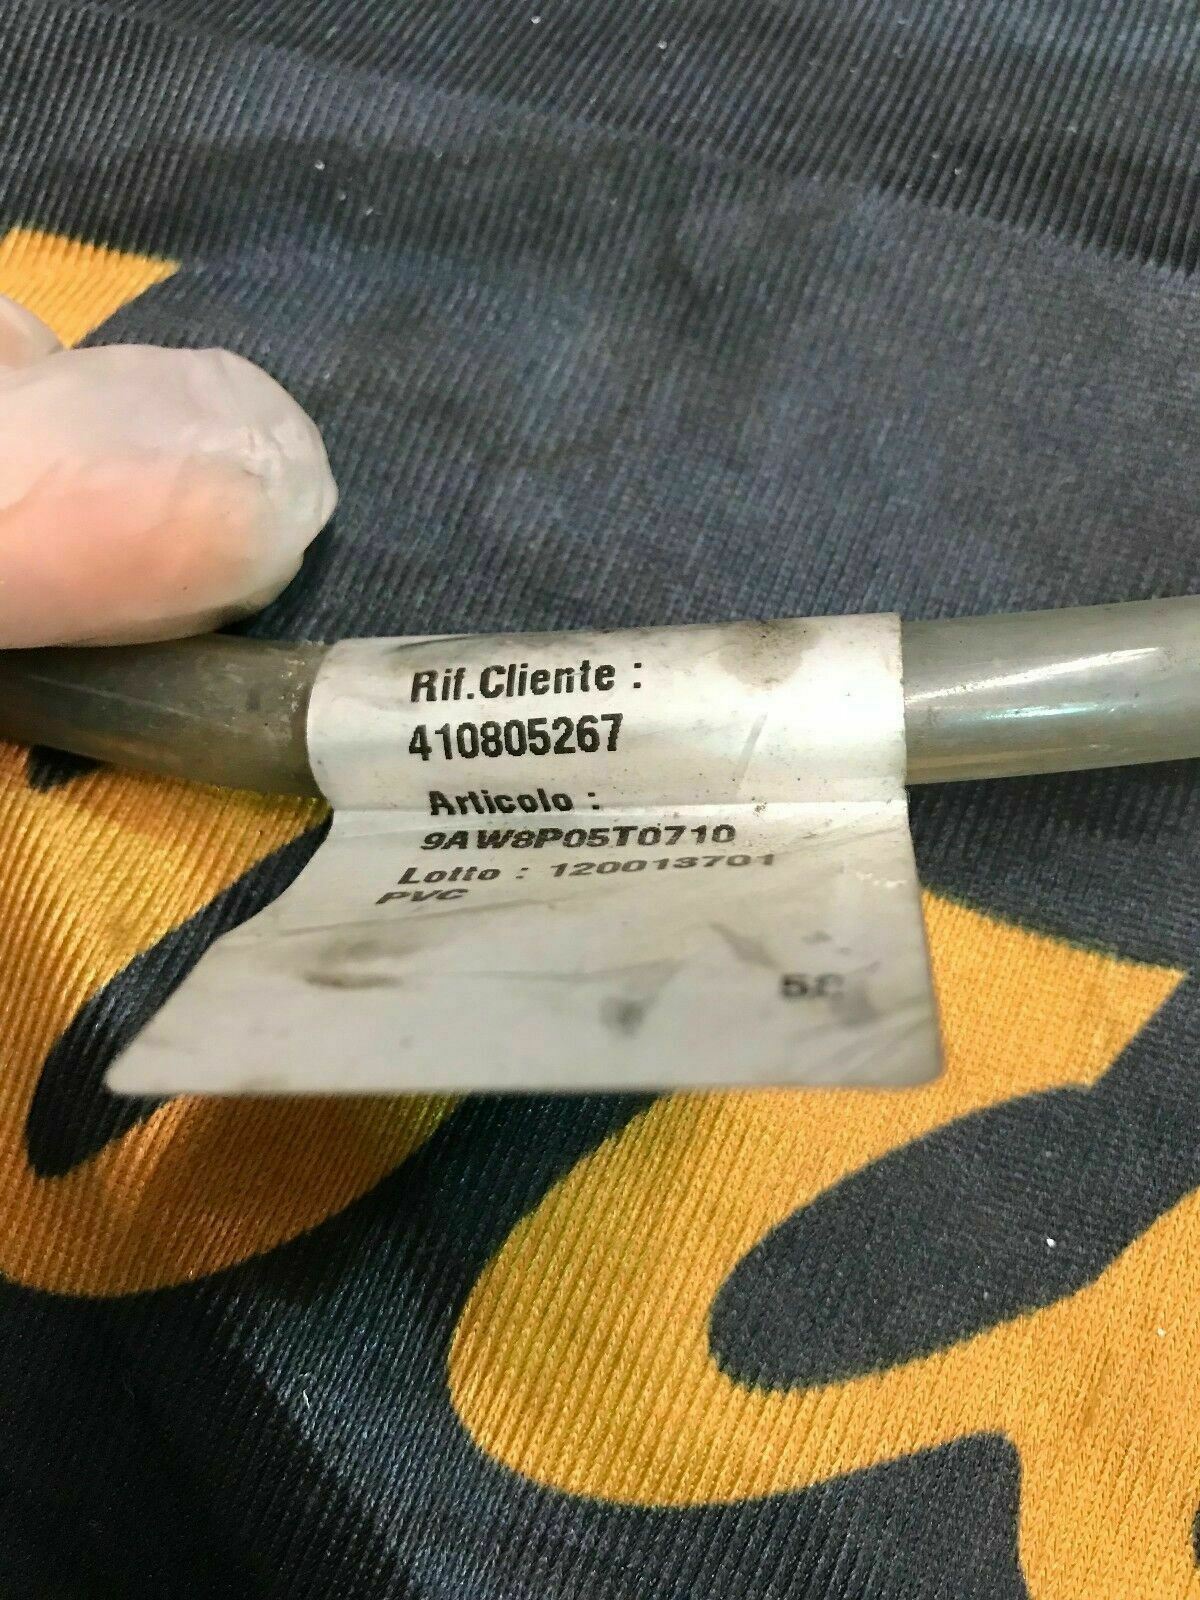 Rif.Cliente :
410805267
Articolo :
9AW8P05T0710
Lotto : 120013701
PVC